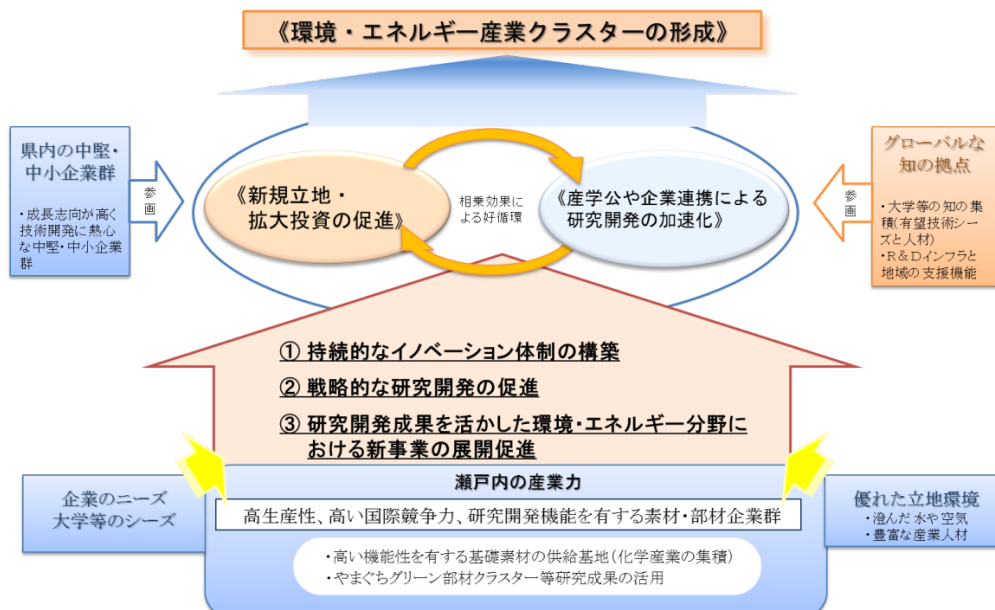 《環境・エネルギー産業クラスターの形成》
県内の中堅・
中小企業群
・成長志向が高く
技術開発に熱心
な中堅・中小企業
群
参画
《新規立地・
拡大投資の促進》
相乗効果に
よる好循環
《産学公や企業連携による
研究開発の加速化》
参画
グローバルな
知の拠点
・大学等の知の集
積(有望技術シー
ズと人材)
・R&Dインフラと
地域の支援機能
① 持続的なイノベーション体制の構築
② 戦略的な研究開発の促進
③ 研究開発成果を活かした環境・エネルギー分野に
おける新事業の展開促進
企業のニーズ
大学等のシーズ
瀬戸内の産業力
高生産性、高い国際競争力、研究開発機能を有する素材・部材企業群
・高い機能性を有する基礎素材の供給基地(化学産業の集積)
・やまぐちグリーン部材クラスター等研究成果の活用
優れた立地環境
・澄んだ水や空気
・豊富な産業人材